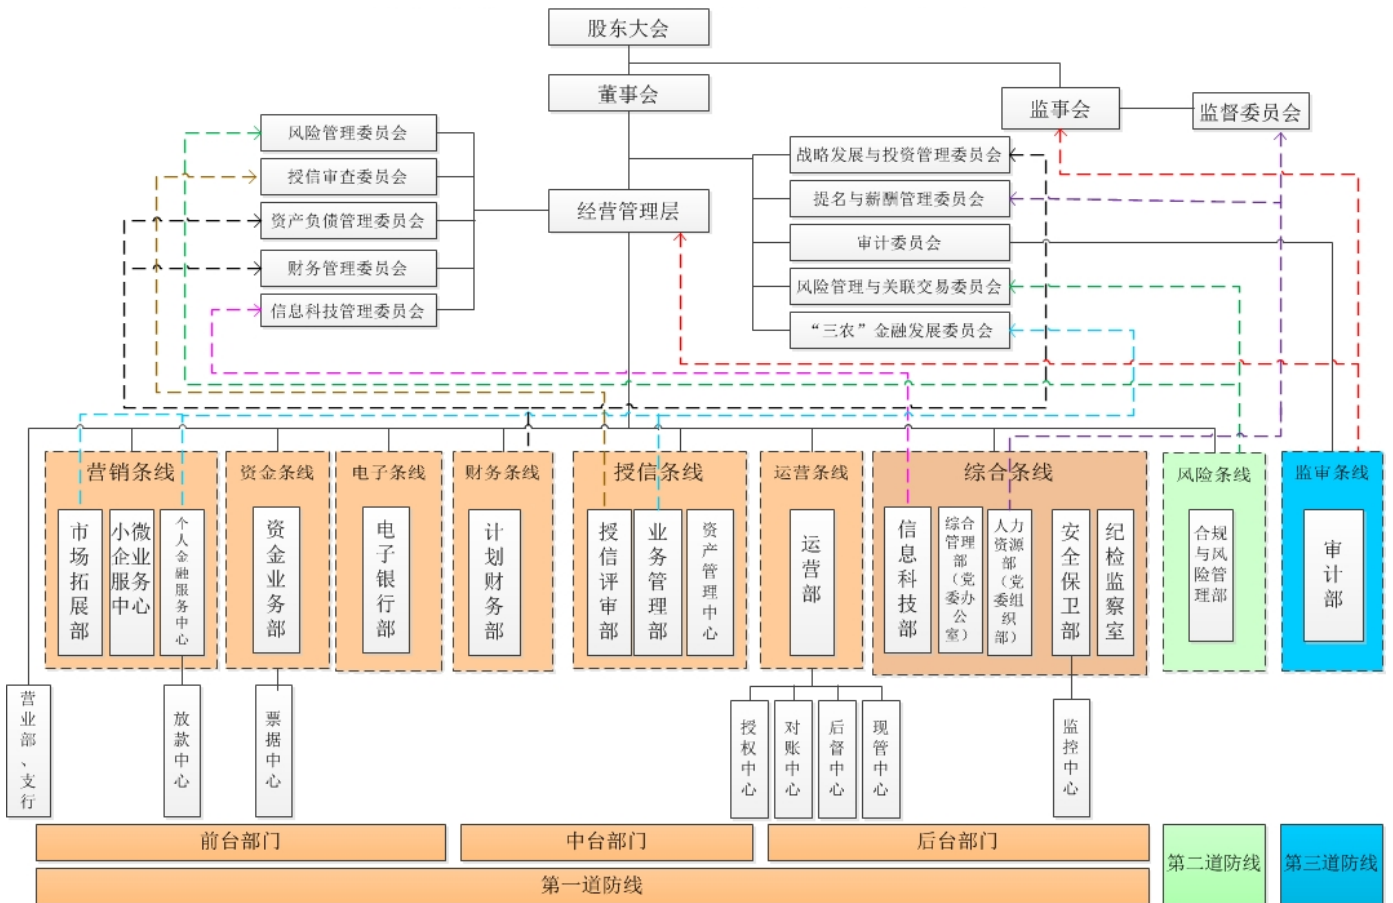 股东大会
董事会
监事会
监督委员会
风险管理委员会
授信审查委员会
资产负债管理委员会
财务管理委员会
信息科技管理委员会
经营管理层
战略发展与投资管理委员会
提名与薪酬管理委员会
审计委员会
风险管理与关联交易委员会
“三农”金融发展委员会
营销条线
资金条线
电子条线
财务条线
授信条线
运营条线
综合条线
风险条线
监审条线
市场拓展部
小微
企业
服务
中心
个人金融服务中心
资金业务部
电子银行部
计划财务部
授信评审部
业务管理部
资产管理中心
运营部
信息科技部
综合
管理
部
（党
委办
公
室）
人力
资源
部
（党
委组
织
部）
安全保卫部
纪检监察室
合规
与风
险管
理部
审计部
营业部、支行
放款中心
票据中心
授权中心
对账中心
后督中心
现管中心
监控中心
前台部门
中台部门
后台部门
第一道防线
第二道防线
第三道防线